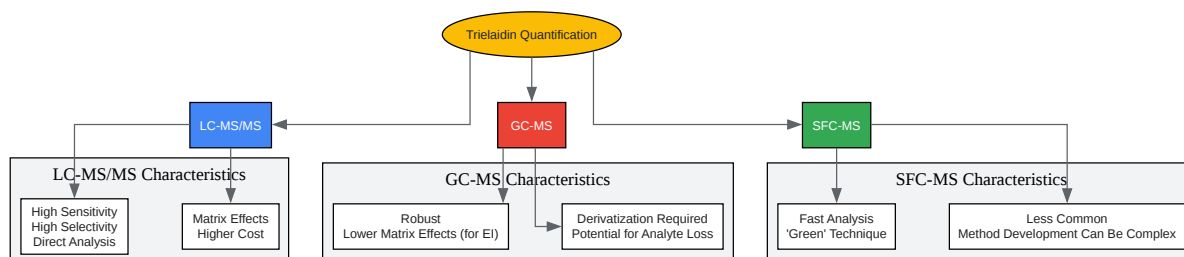 Trielaidin Quantification
LC-MS/MS
GC-MS
SFC-MS
LC-MS/MS Characteristics
High Sensitivity
High Selectivity
Direct Analysis
Matrix Effects
Higher Cost
GC-MS Characteristics
Robust
Lower Matrix Effects (for EI)
Derivatization Required
Potential for Analyte Loss
SFC-MS Characteristics
Fast Analysis
'Green' Technique
Less Common
Method Development Can Be Complex